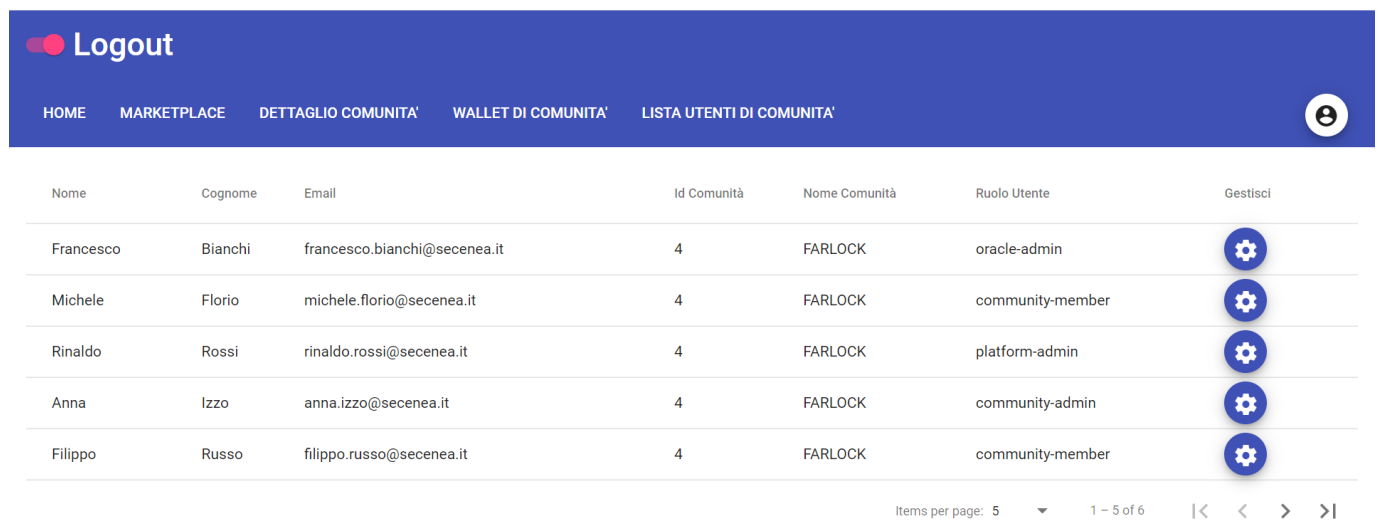 Logout
HOME MARKETPLACE DETTAGLIO COMUNITA' WALLET DI COMUNITA' LISTA UTENTI DI COMUNITA'
Nome Cognome Email Id Comunità Nome Comunità Ruolo Utente Gestisci
Francesco Bianchi francesco.bianchi@secenea.it 4 FARLOCK oracle-admin
Michele Florio michele.florio@secenea.it 4 FARLOCK community-member
Rinaldo Rossi rinaldo.rossi@secenea.it 4 FARLOCK platform-admin
Anna Izzo anna.izzo@secenea.it 4 FARLOCK community-admin
Filippo Russo filippo.russo@secenea.it 4 FARLOCK community-member
Items per page: 5 1 – 5 of 6